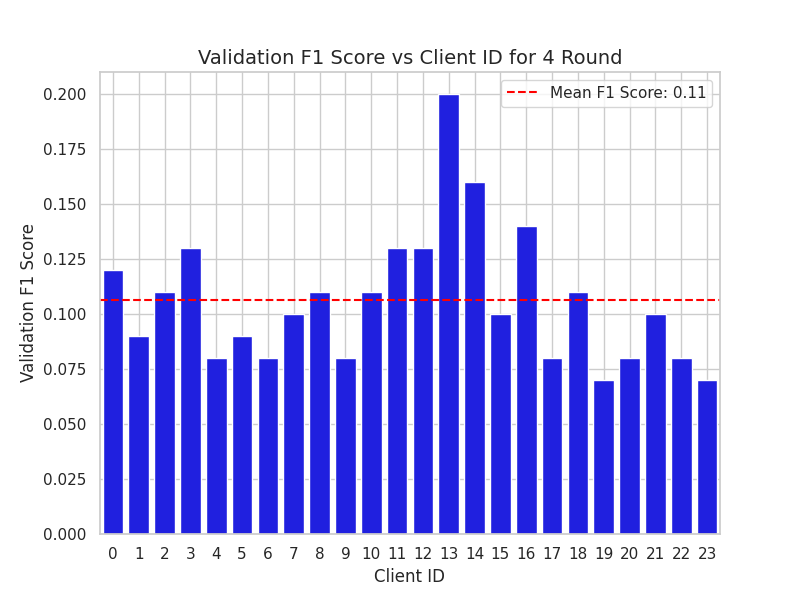 Validation F1 Score vs Client ID for 4 Round
Mean F1 Score: 0.11
Validation F1 Score
0.200
0.175
0.150
0.125
0.100
0.075
0.050
0.025
0.000
0 1 2 3 4 5 6 7 8 9 10 11 12 13 14 15 16 17 18 19 20 21 22 23
Client ID